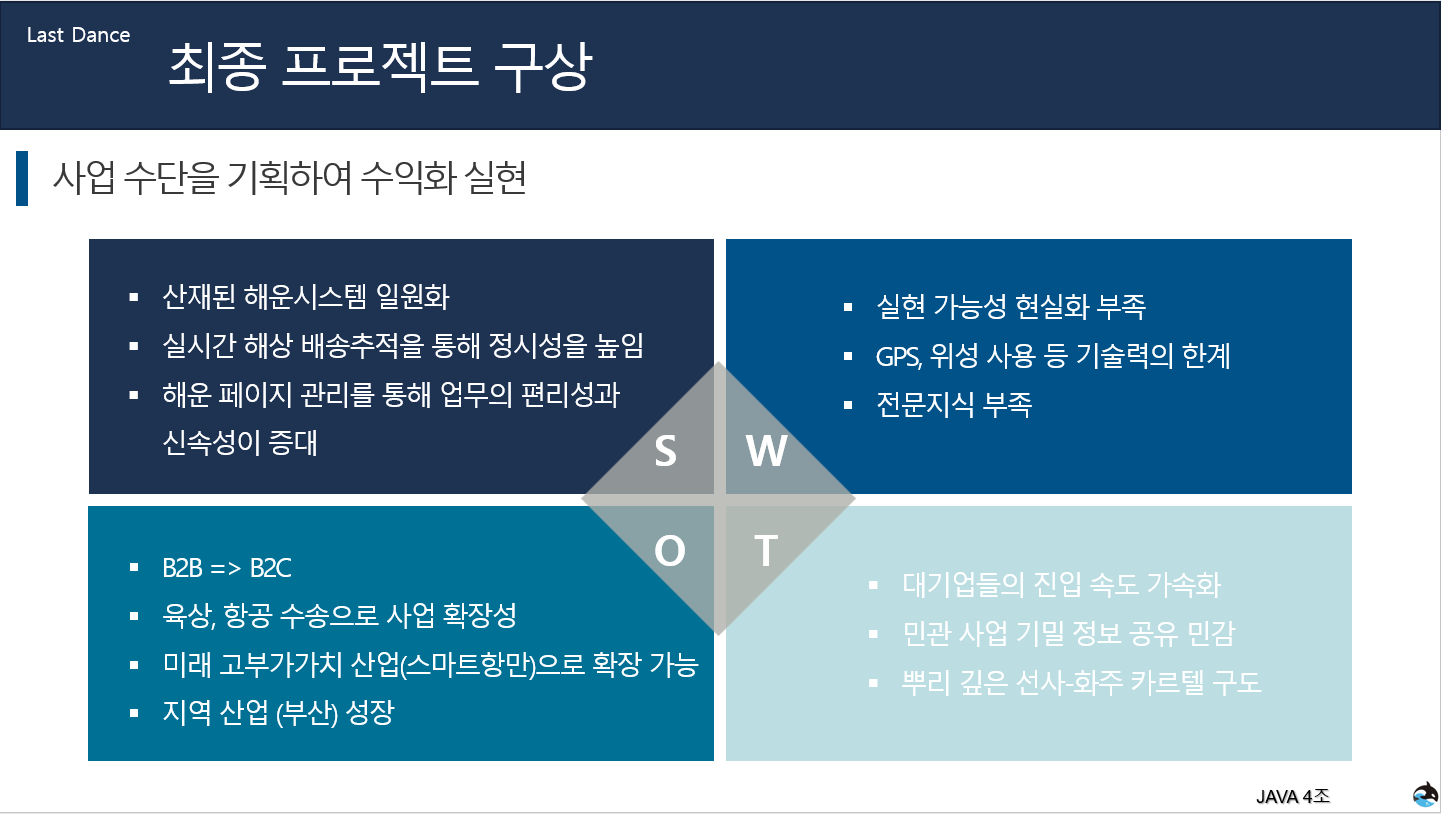 Last Dance
최종 프로젝트 구상
사업 수단을 기획하여 수익화 실현
▪ 산재된 해운시스템 일원화
▪ 실시간 해상 배송추적을 통해 정시성을 높임
▪ 해운 페이지 관리를 통해 업무의 편리성과
신속성이 증대
▪ 실현 가능성 현실화 부족
▪ GPS, 위성 사용 등 기술력의 한계
▪ 전문지식 부족
S W
O T
▪ B2B => B2C
▪ 육상, 항공 수송으로 사업 확장성
▪ 미래 고부가가치 산업(스마트항만)으로 확장 가능
▪ 지역 산업 (부산) 성장
▪ 대기업들의 진입 속도 가속화
▪ 민관 사업 기밀 정보 공유 민감
▪ 뿌리 깊은 선사-화주 카르텔 구도
JAVA 4조